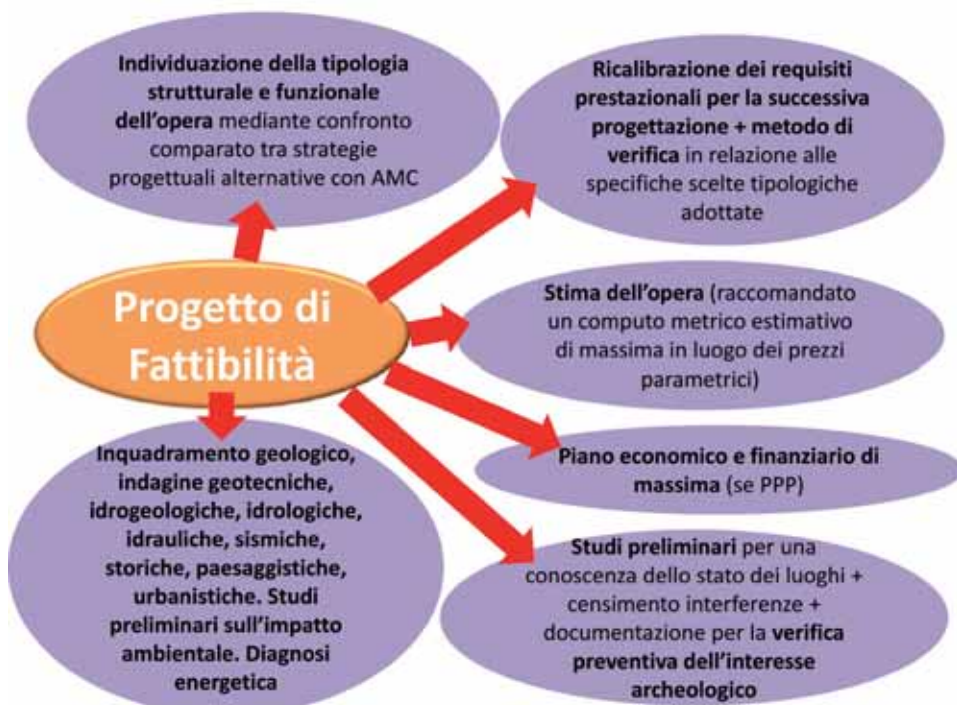 Individuazione della tipologia
strutturale e funzionale
dell'opera mediante confronto
comparato tra strategie
progettuali alternative con AMC
Ricalibrazione dei requisiti
prestazionali per la successiva
progettazione + metodo di
verifica in relazione alle
specifiche scelte tipologiche
adottate
Progetto di
Fattibilità
Stima dell'opera (raccomandato
un computo metrico estimativo
di massima in luogo dei prezzi
parametrici)
Piano economico e finanziario di
massima (se PPP)
Inquadramento geologico,
indagine geotecniche,
idrogeologiche, idrologiche,
idrauliche, sismiche,
storiche, paesaggistiche,
urbanistiche. Studi
preliminari sull'impatto
ambientale. Diagnosi
energetica
Studi preliminari per una
conoscenza dello stato dei luoghi +
censimento interferenze +
documentazione per la verifica
preventiva dell'interesse
archeologico